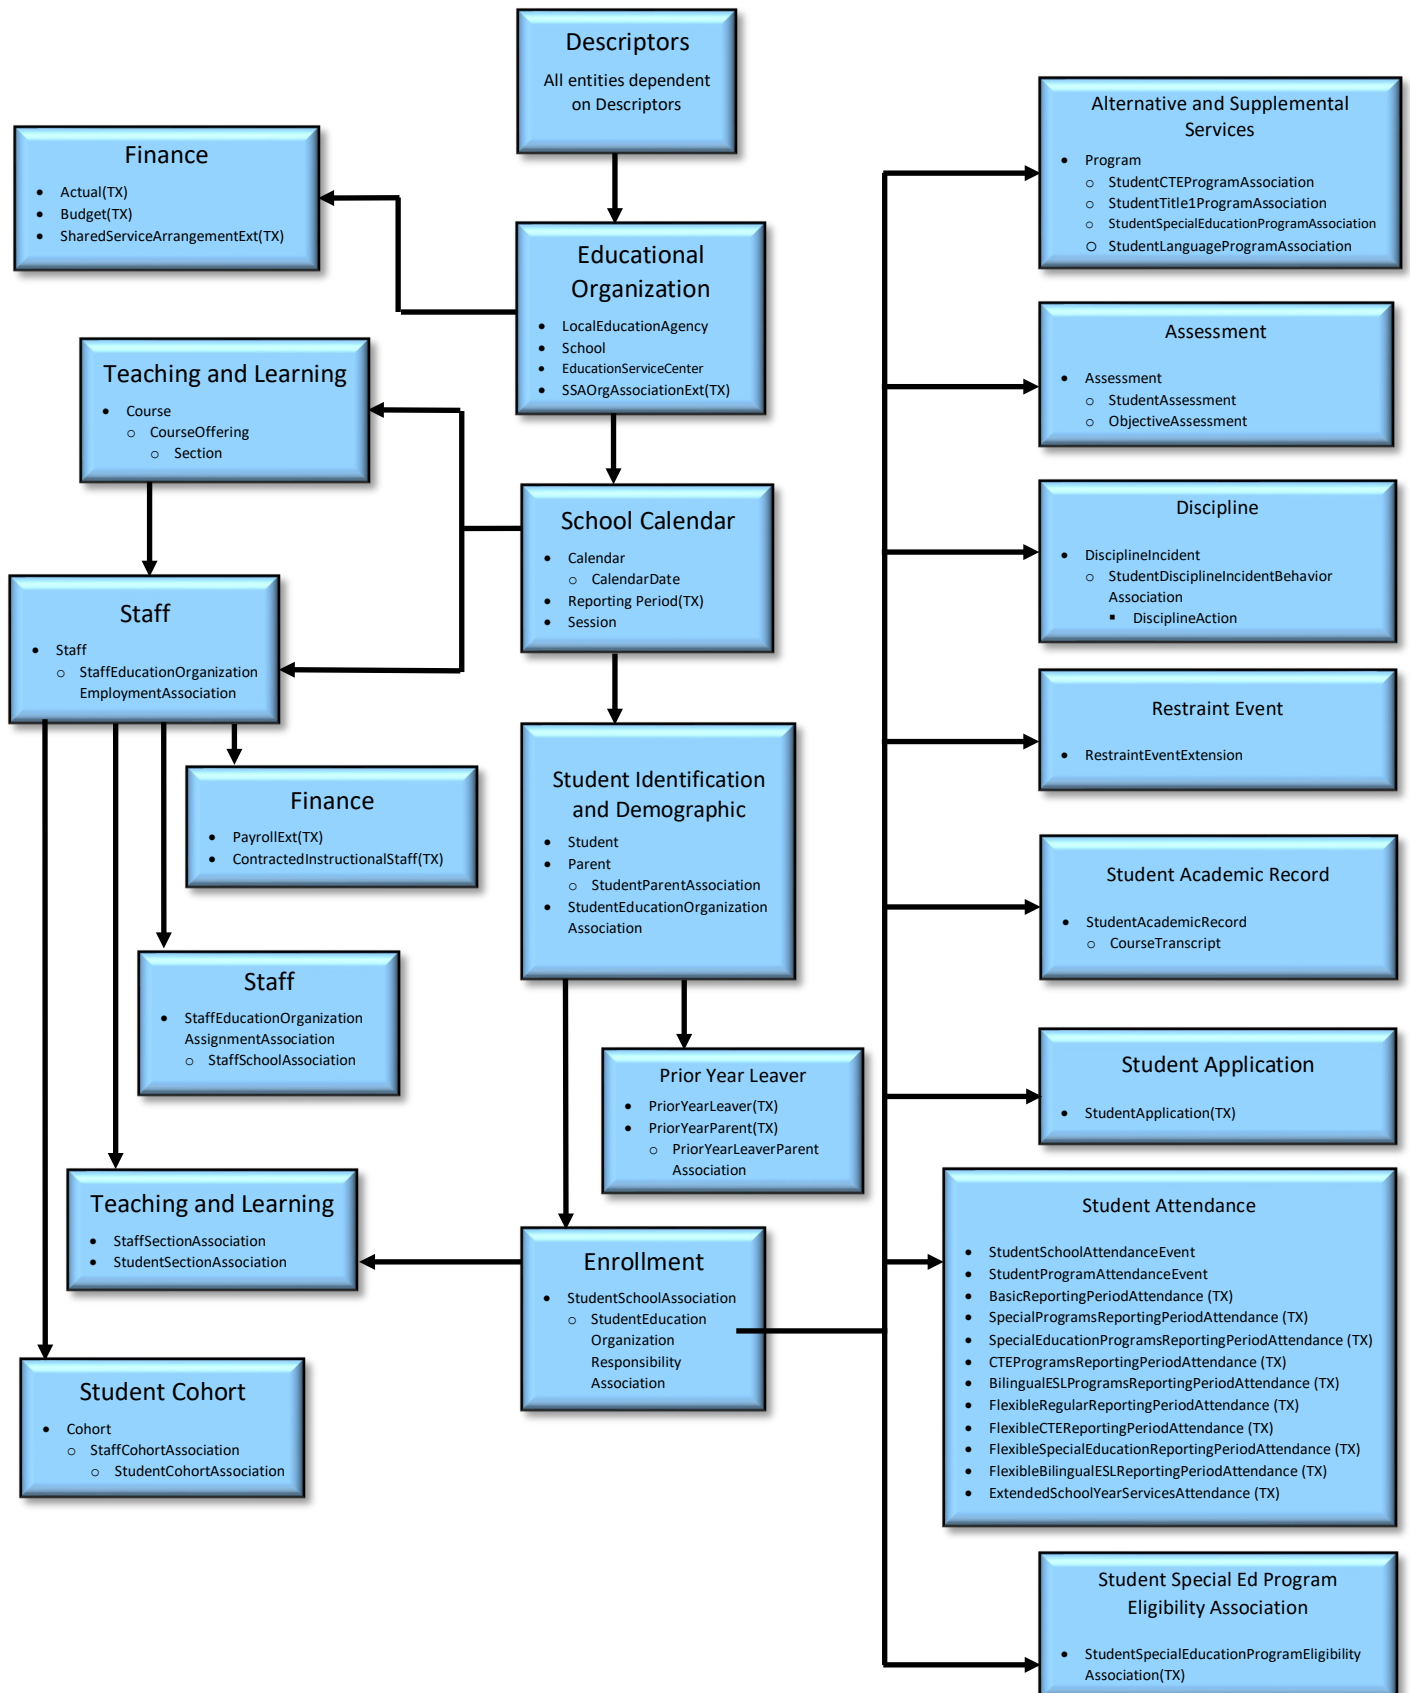 Descriptors
All entities dependent
on Descriptors
Finance
• Actual(TX)
• Budget(TX)
• SharedServiceArrangementExt(TX)
Educational
Organization
• LocalEducationAgency
• School
• EducationServiceCenter
• SSAOrgAssociationExt(TX)
Teaching and Learning
• Course
o CourseOffering
o Section
School Calendar
• Calendar
o CalendarDate
• Reporting Period(TX)
• Session
Staff
• Staff
o StaffEducationOrganization
EmploymentAssociation
Finance
• PayrollExt(TX)
• ContractedInstructionalStaff(TX)
Student Identification
and Demographic
• Student
• Parent
o StudentParentAssociation
• StudentEducationOrganization
Association
Staff
• StaffEducationOrganization
AssignmentAssociation
o StaffSchoolAssociation
Prior Year Leaver
• PriorYearLeaver(TX)
• PriorYearParent(TX)
o PriorYearLeaverParent
Association
Teaching and Learning
• StaffSectionAssociation
• StudentSectionAssociation
Enrollment
• StudentSchoolAssociation
o StudentEducation
Organization
Responsibility
Association
Student Cohort
• Cohort
o StaffCohortAssociation
o StudentCohortAssociation
Alternative and Supplemental
Services
• Program
o StudentCTEProgramAssociation
o StudentTitle1ProgramAssociation
o StudentSpecialEducationProgramAssociation
o StudentLanguageProgramAssociation
Assessment
• Assessment
o StudentAssessment
o ObjectiveAssessment
Discipline
• DisciplineIncident
o StudentDisciplineIncidentBehavior
Association
▪ DisciplineAction
Restraint Event
• RestraintEventExtension
Student Academic Record
• StudentAcademicRecord
o CourseTranscript
Student Application
• StudentApplication(TX)
Student Attendance
• StudentSchoolAttendanceEvent
• StudentProgramAttendanceEvent
• BasicReportingPeriodAttendance (TX)
• SpecialProgramsReportingPeriodAttendance (TX)
• SpecialEducationProgramsReportingPeriodAttendance (TX)
• CTEProgramsReportingPeriodAttendance (TX)
• BilingualESLProgramsReportingPeriodAttendance (TX)
• FlexibleRegularReportingPeriodAttendance (TX)
• FlexibleCTEReportingPeriodAttendance (TX)
• FlexibleSpecialEducationReportingPeriodAttendance (TX)
• FlexibleBilingualESLReportingPeriodAttendance (TX)
• ExtendedSchoolYearServicesAttendance (TX)
Student Special Ed Program
Eligibility Association
• StudentSpecialEducationProgramEligibility
Association(TX)